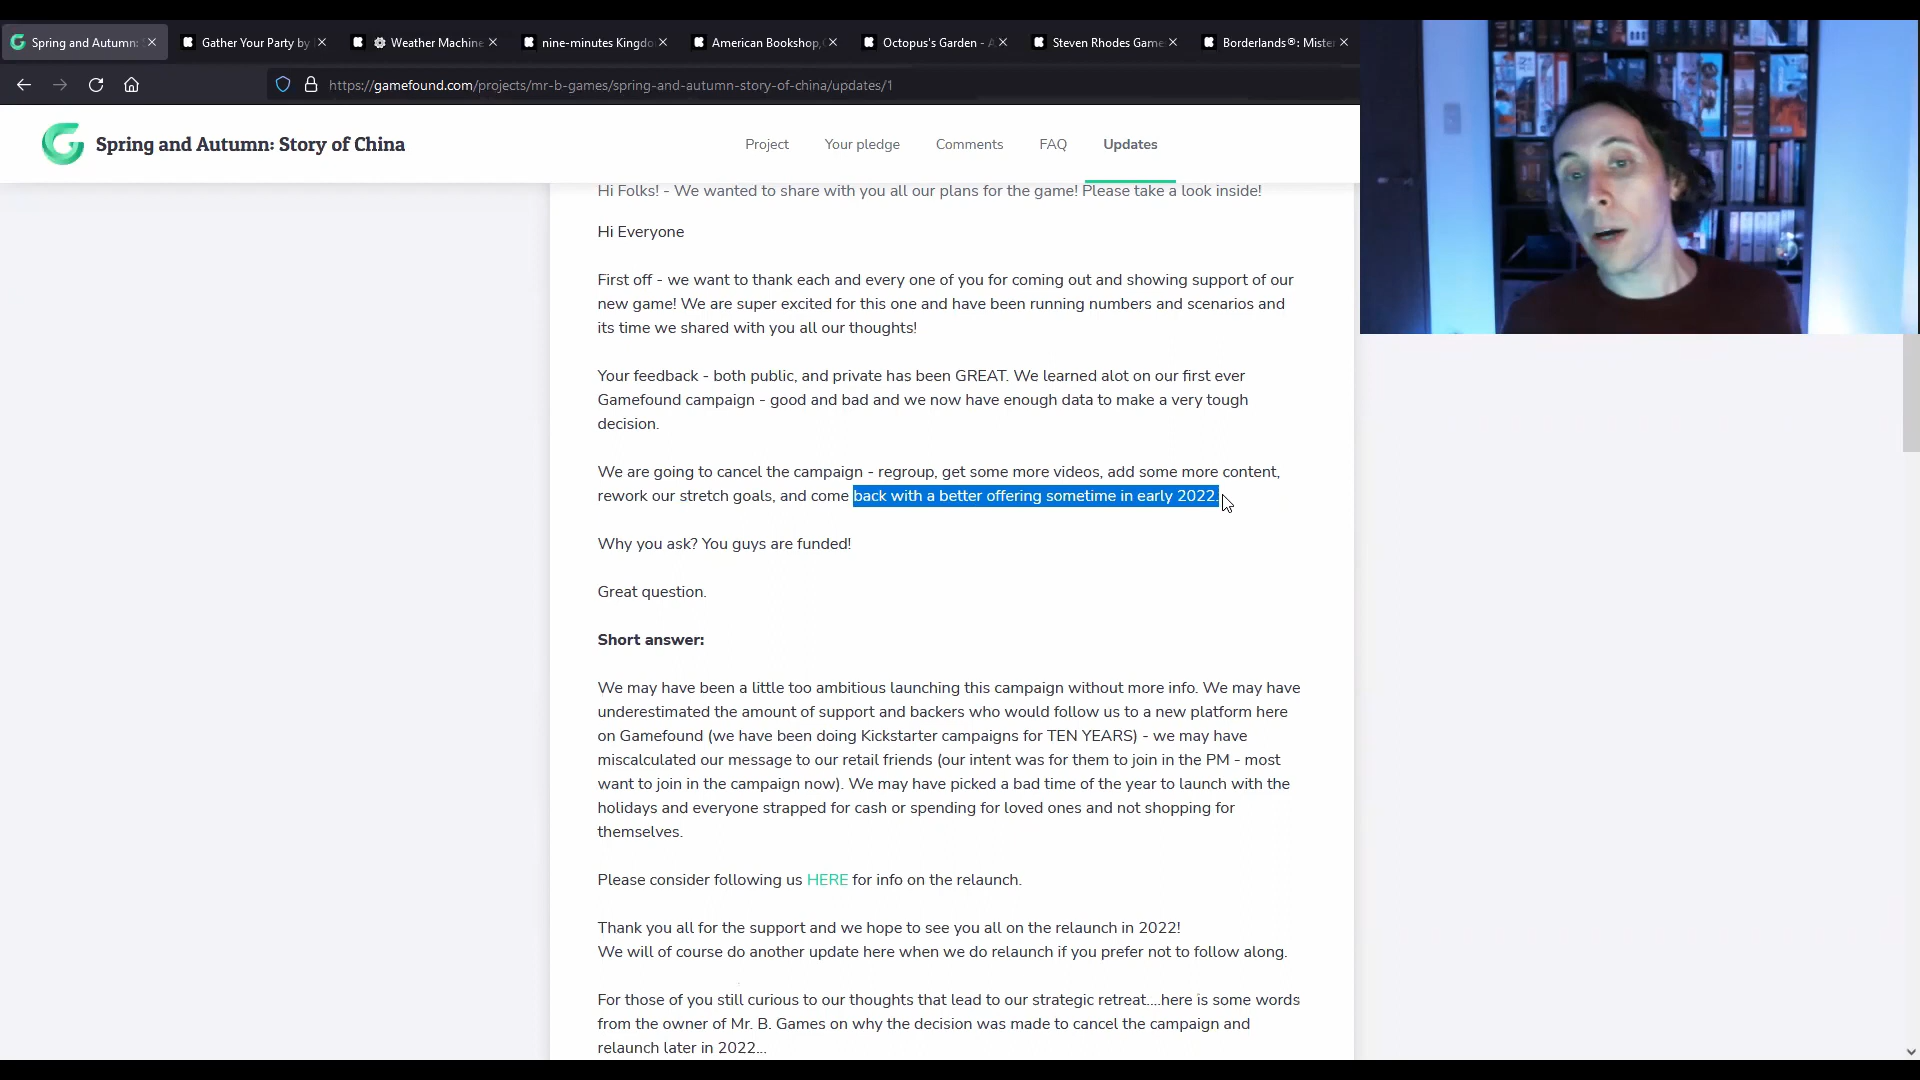 Spring and Autumn:
Gather Your Party by
Weather Machine
nine-minutes Kingdo
American Bookshop,
Octopus's Garden - A
Steven Rhodes Game
Borderlands®: Miste
https://gamefound.com/projects/mr-b-games/spring-and-autumn-story-of-china/updates/1
Spring and Autumn: Story of China
Project
Your pledge
Comments
FAQ
Updates
Hi Folks! - We wanted to share with you all our plans for the game! Please take a look inside!
Hi Everyone
First off - we want to thank each and every one of you for coming out and showing support of our
new game! We are super excited for this one and have been running numbers and scenarios and
its time we shared with you all our thoughts!
Your feedback - both public, and private has been GREAT. We learned alot on our first ever
Gamefound campaign - good and bad and we now have enough data to make a very tough
decision.
We are going to cancel the campaign - regroup, get some more videos, add some more content,
rework our stretch goals, and come back with a better offering sometime in early 2022.
Why you ask? You guys are funded!
Great question.
Short answer:
We may have been a little too ambitious launching this campaign without more info. We may have
underestimated the amount of support and backers who would follow us to a new platform here
on Gamefound (we have been doing Kickstarter campaigns for TEN YEARS) - we may have
miscalculated our message to our retail friends (our intent was for them to join in the PM - most
want to join in the campaign now). We may have picked a bad time of the year to launch with the
holidays and everyone strapped for cash or spending for loved ones and not shopping for
themselves.
Please consider following us HERE for info on the relaunch.
Thank you all for the support and we hope to see you all on the relaunch in 2022!
We will of course do another update here when we do relaunch if you prefer not to follow along.
For those of you still curious to our thoughts that lead to our strategic retreat....here is some words
from the owner of Mr. B. Games on why the decision was made to cancel the campaign and
relaunch later in 2022...